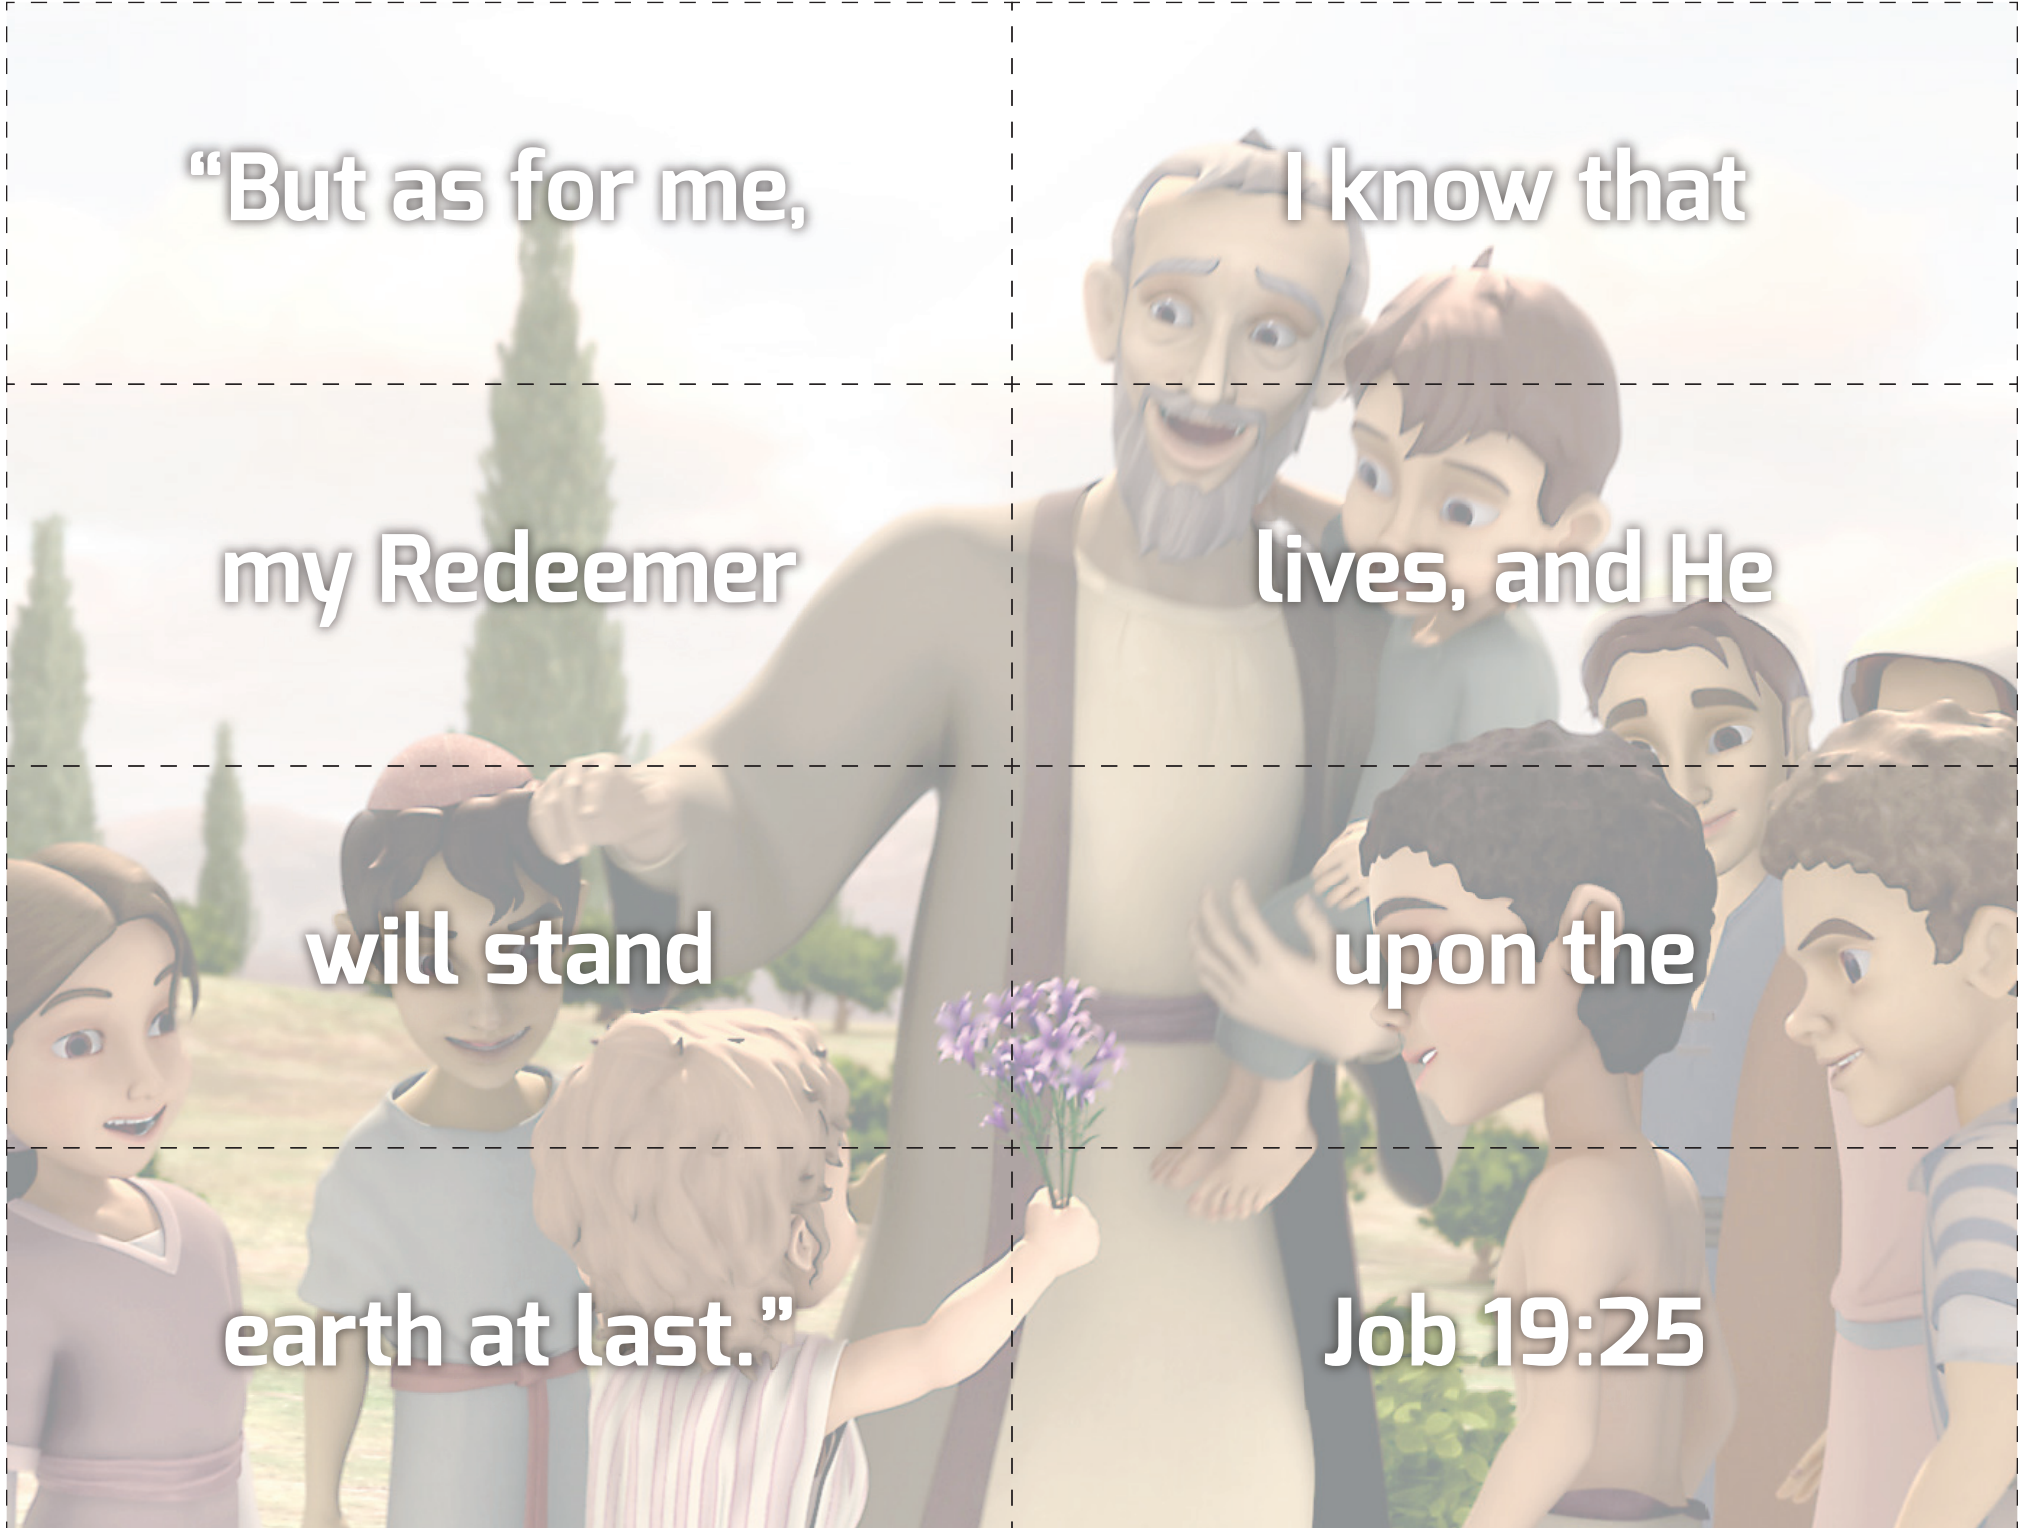 “But as for me,
I know that
my Redeemer
lives, and He
will stand
upon the
earth at last.”
Job 19:25